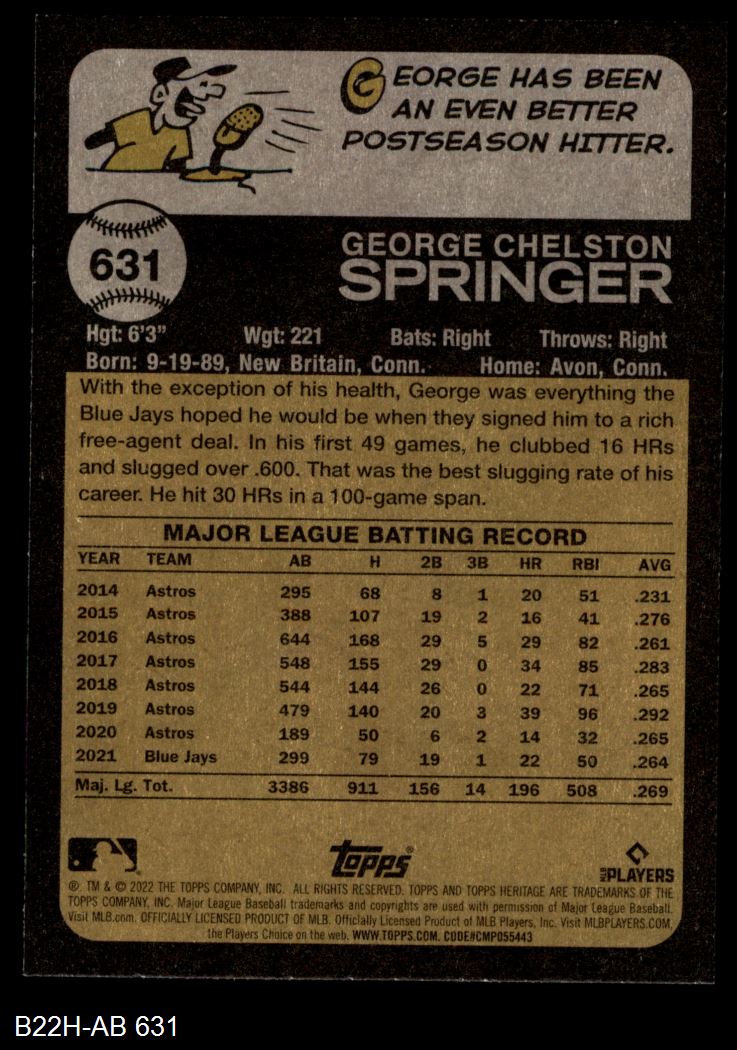 GEORGE HAS BEEN
AN EVEN BETTER
POSTSEASON HITTER.
631
GEORGE CHELSTON
SPRINGER
Hgt: 6'3" Wgt: 221 Bats: Right Throws: Right
Born: 9-19-89, New Britain, Conn. Home: Avon, Conn.
With the exception of his health, George was everything the
Blue Jays hoped he would be when they signed him to a rich
free-agent deal. In his first 49 games, he clubbed 16 HRs
and slugged over .600. That was the best slugging rate of his
career. He hit 30 HRs in a 100-game span.
MAJOR LEAGUE BATTING RECORD
YEAR TEAM AB H 2B 3B HR RBI AVG
2014 Astros 295 68 8 1 20 51 .231
2015 Astros 388 107 19 2 16 41 .276
2016 Astros 644 168 29 5 29 82 .261
2017 Astros 548 155 29 0 34 85 .283
2018 Astros 544 144 26 0 22 71 .265
2019 Astros 479 140 20 3 39 96 .292
2020 Astros 189 50 6 2 14 32 .265
2021 Blue Jays 299 79 19 1 22 50 .264
Maj. Lg. Tot. 3386 911 156 14 196 508 .269
Topps®
MLB PLAYERS
®, TM & © 2022 THE TOPPS COMPANY, INC. ALL RIGHTS RESERVED. TOPPS AND TOPPS HERITAGE ARE TRADEMARKS OF THE
TOPPS COMPANY, INC. Major League Baseball trademarks and copyrights are used with permission of Major League Baseball.
Visit MLB.com. OFFICIALLY LICENSED PRODUCT OF MLB. Officially Licensed Product of MLB Players, Inc. Visit MLBPLAYERS.COM,
the Players Choice on the web. WWW.TOPPS.COM. CODE#CMP055443
B22H-AB 631